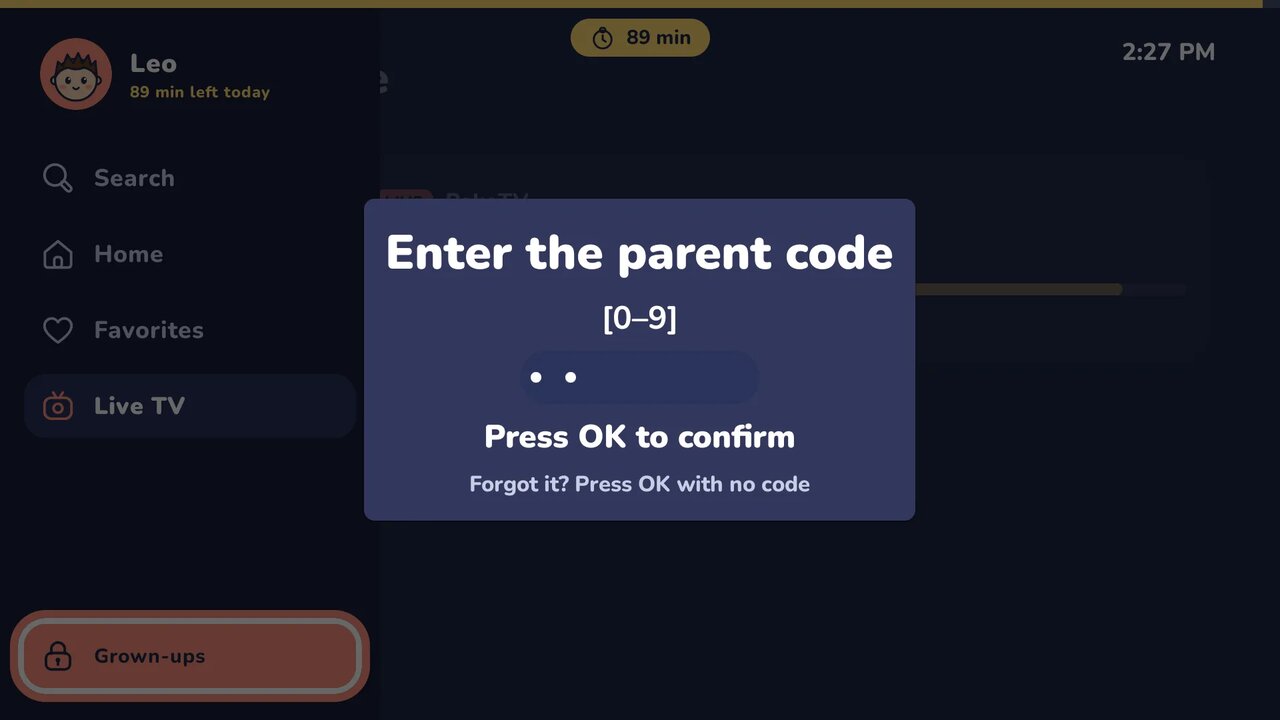 89 min
2:27 PM
Leo
89 min left today
Search
Home
Favorites
Live TV
Grown-ups
Enter the parent code
[0–9]
Press OK to confirm
Forgot it? Press OK with no code